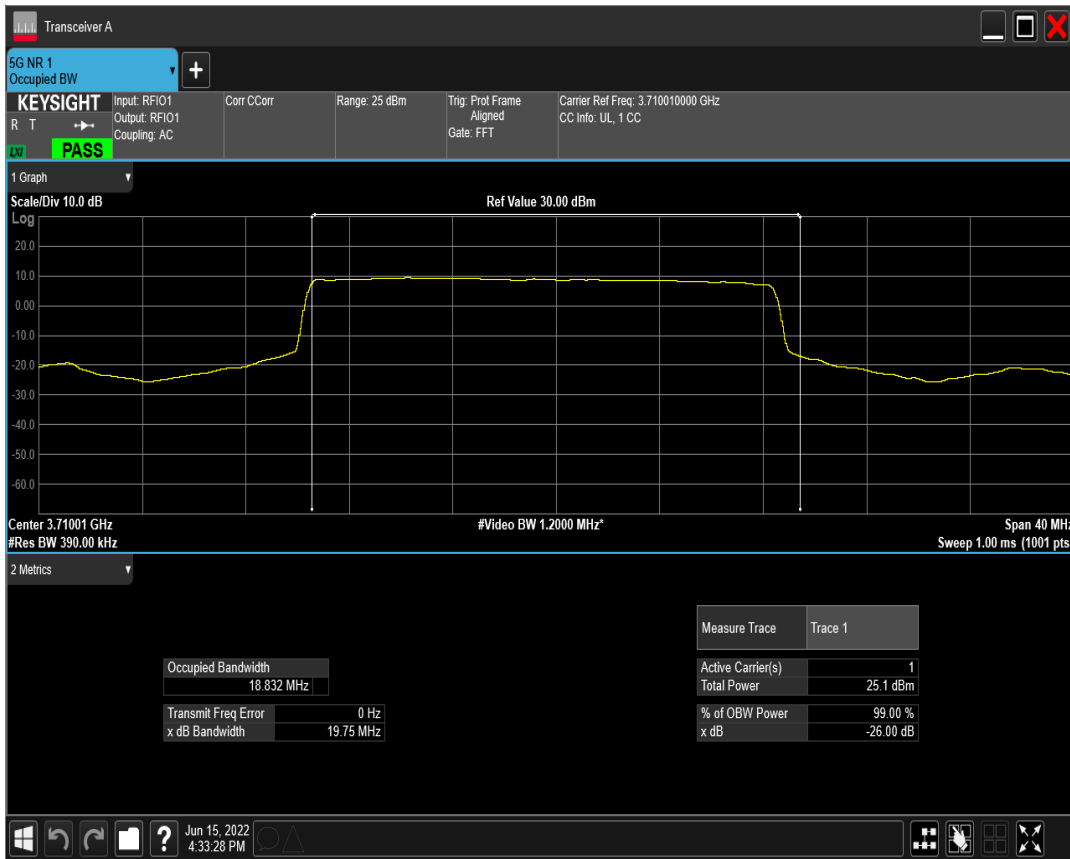 Transceiver A
5G NR 1
Occupied BW
KEYSIGHT
R T
LXI
PASS
Input: RFIO1
Output: RFIO1
Coupling: AC
Corr CCorr
Range: 25 dBm
Trig: Prot Frame
Aligned
Gate: FFT
Carrier Ref Freq: 3.710010000 GHz
CC Info: UL, 1 CC
1 Graph
Scale/Div 10.0 dB
Ref Value 30.00 dBm
Log
20.0
10.0
0.00
-10.0
-20.0
-30.0
-40.0
-50.0
-60.0
Center 3.71001 GHz
#Video BW 1.2000 MHz*
Span 40 MHz
#Res BW 390.00 kHz
Sweep 1.00 ms (1001 pts
2 Metrics
Measure Trace Trace 1
Occupied Bandwidth
18.832 MHz
Active Carrier(s) 1
Total Power 25.1 dBm
Transmit Freq Error 0 Hz
x dB Bandwidth 19.75 MHz
% of OBW Power 99.00 %
x dB -26.00 dB
?
Jun 15, 2022
4:33:28 PM